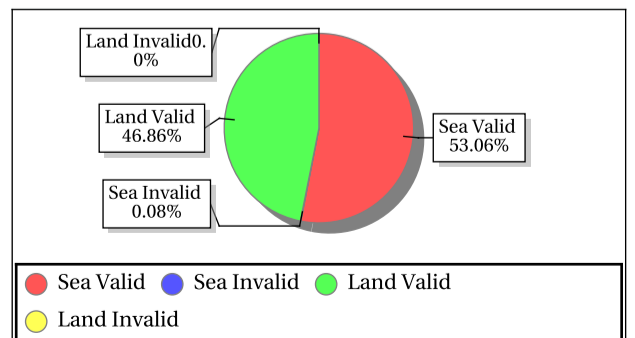 Land Invalid0.
0%
Land Valid
46.86%
Sea Valid
53.06%
Sea Invalid
0.08%
Sea Valid Sea Invalid Land Valid
Land Invalid